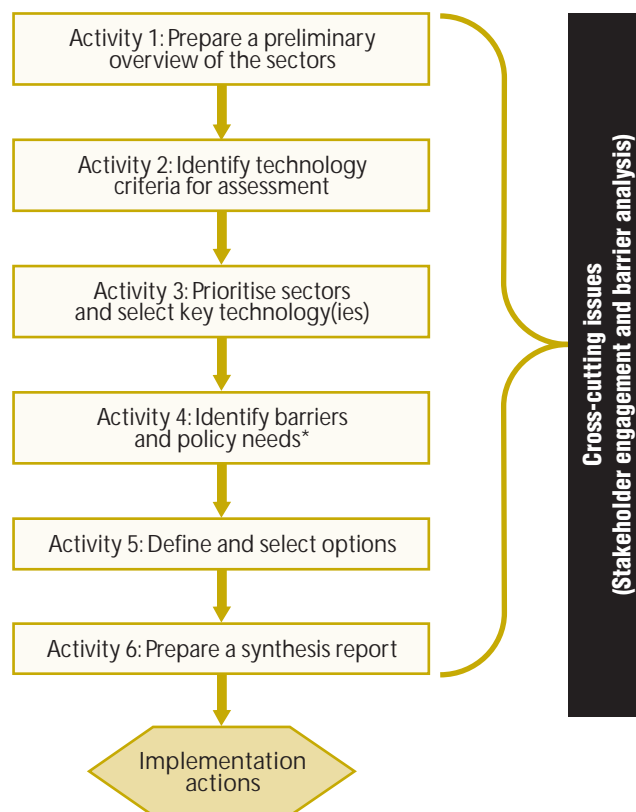 Activity 1: Prepare a preliminary
overview of the sectors
Activity 2: Identify technology
criteria for assessment
Activity 3: Prioritise sectors
and select key technology(ies)
Activity 4: Identify barriers
and policy needs*
Activity 5: Define and select options
Activity 6: Prepare a synthesis report
Implementation
actions
Cross-cutting issues
(Stakeholder engagement and barrier analysis)